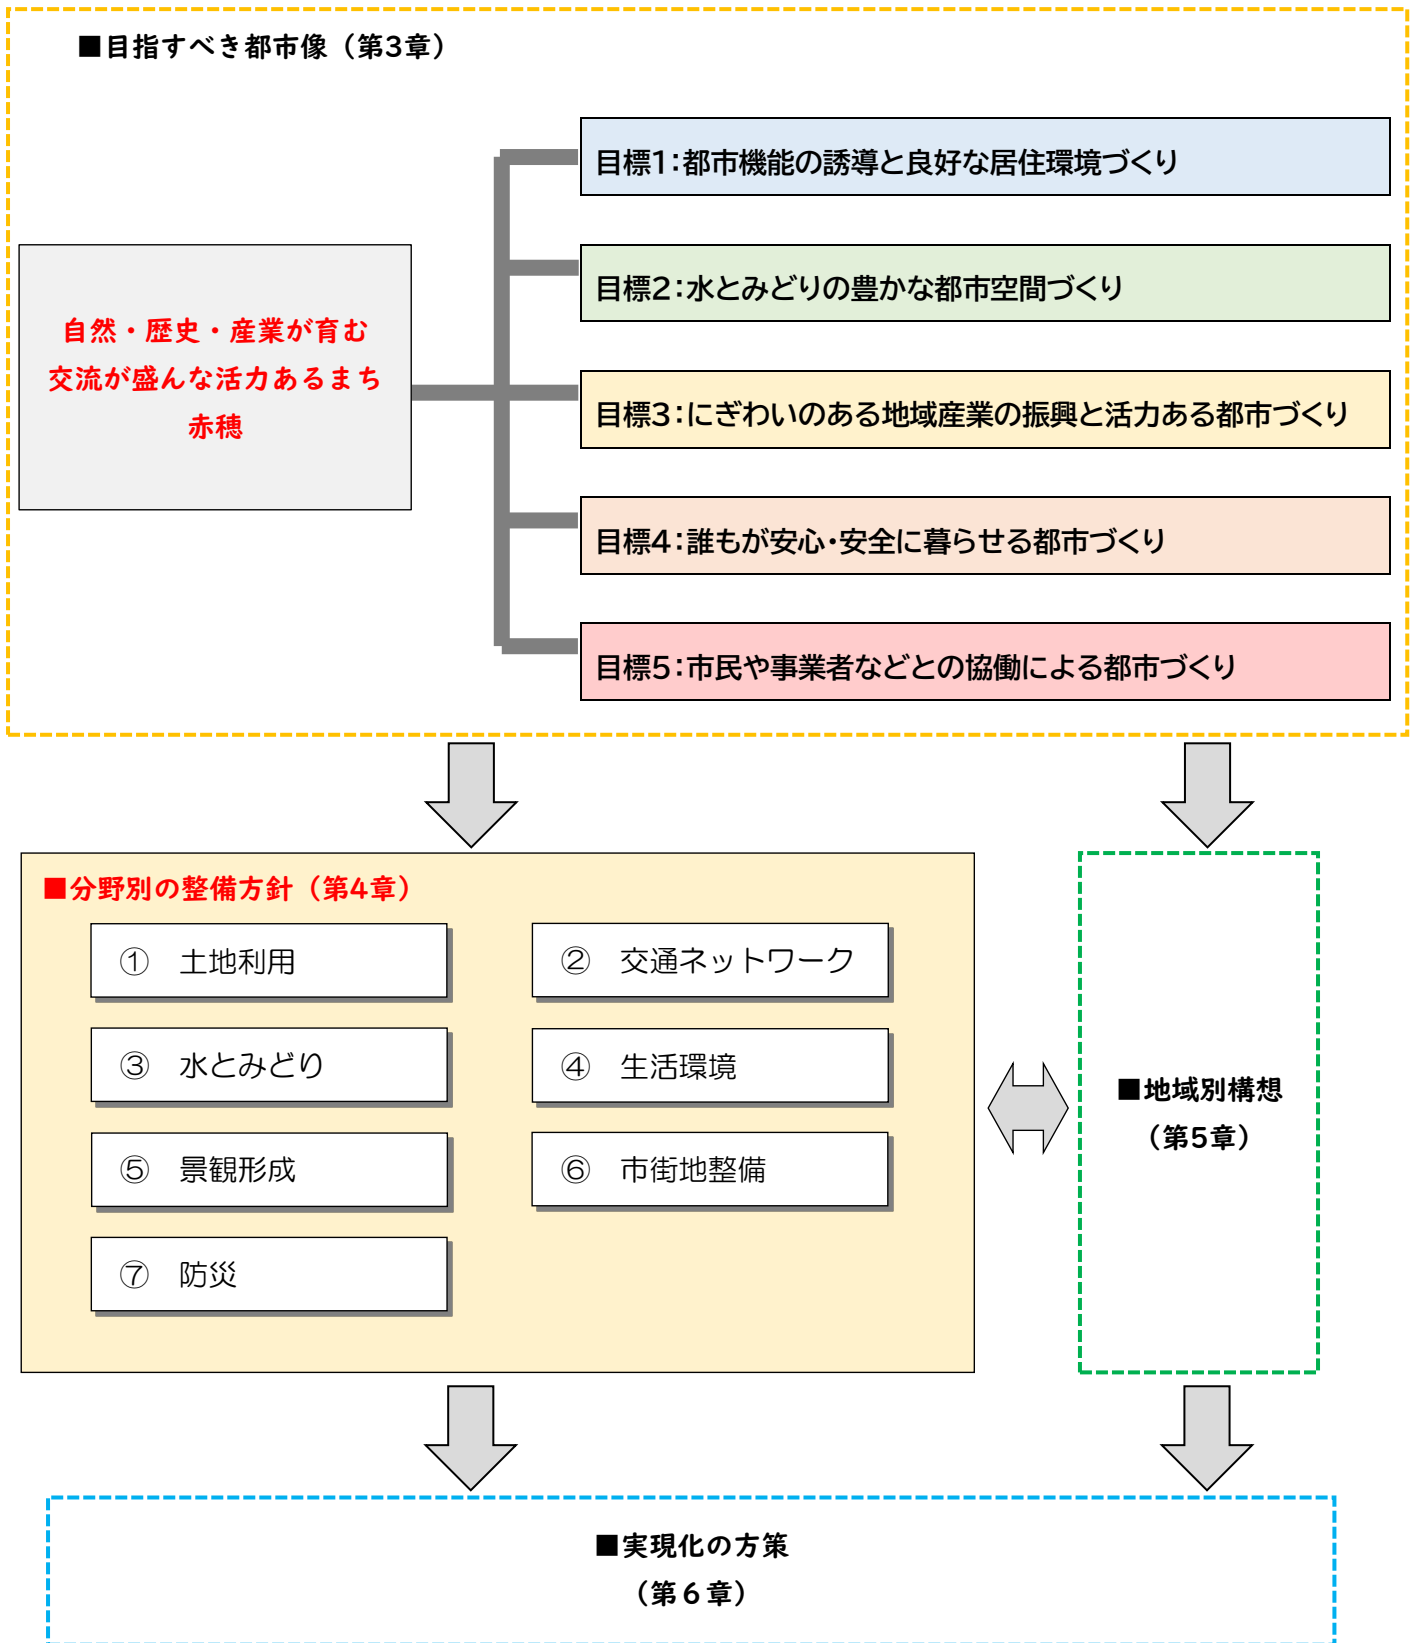 ■目指すべき都市像（第3章）
目標1：都市機能の誘導と良好な居住環境づくり
目標2：水とみどりの豊かな都市空間づくり
自然・歴史・産業が育む
交流が盛んな活力あるまち
赤穂
目標3：にぎわいのある地域産業の振興と活力ある都市づくり
目標4：誰もが安心・安全に暮らせる都市づくり
目標5：市民や事業者などとの協働による都市づくり
■分野別の整備方針（第4章）
①　土地利用
②　交通ネットワーク
③　水とみどり
④　生活環境
⑤　景観形成
⑥　市街地整備
⑦　防災
■地域別構想
（第5章）
■実現化の方策
（第６章）